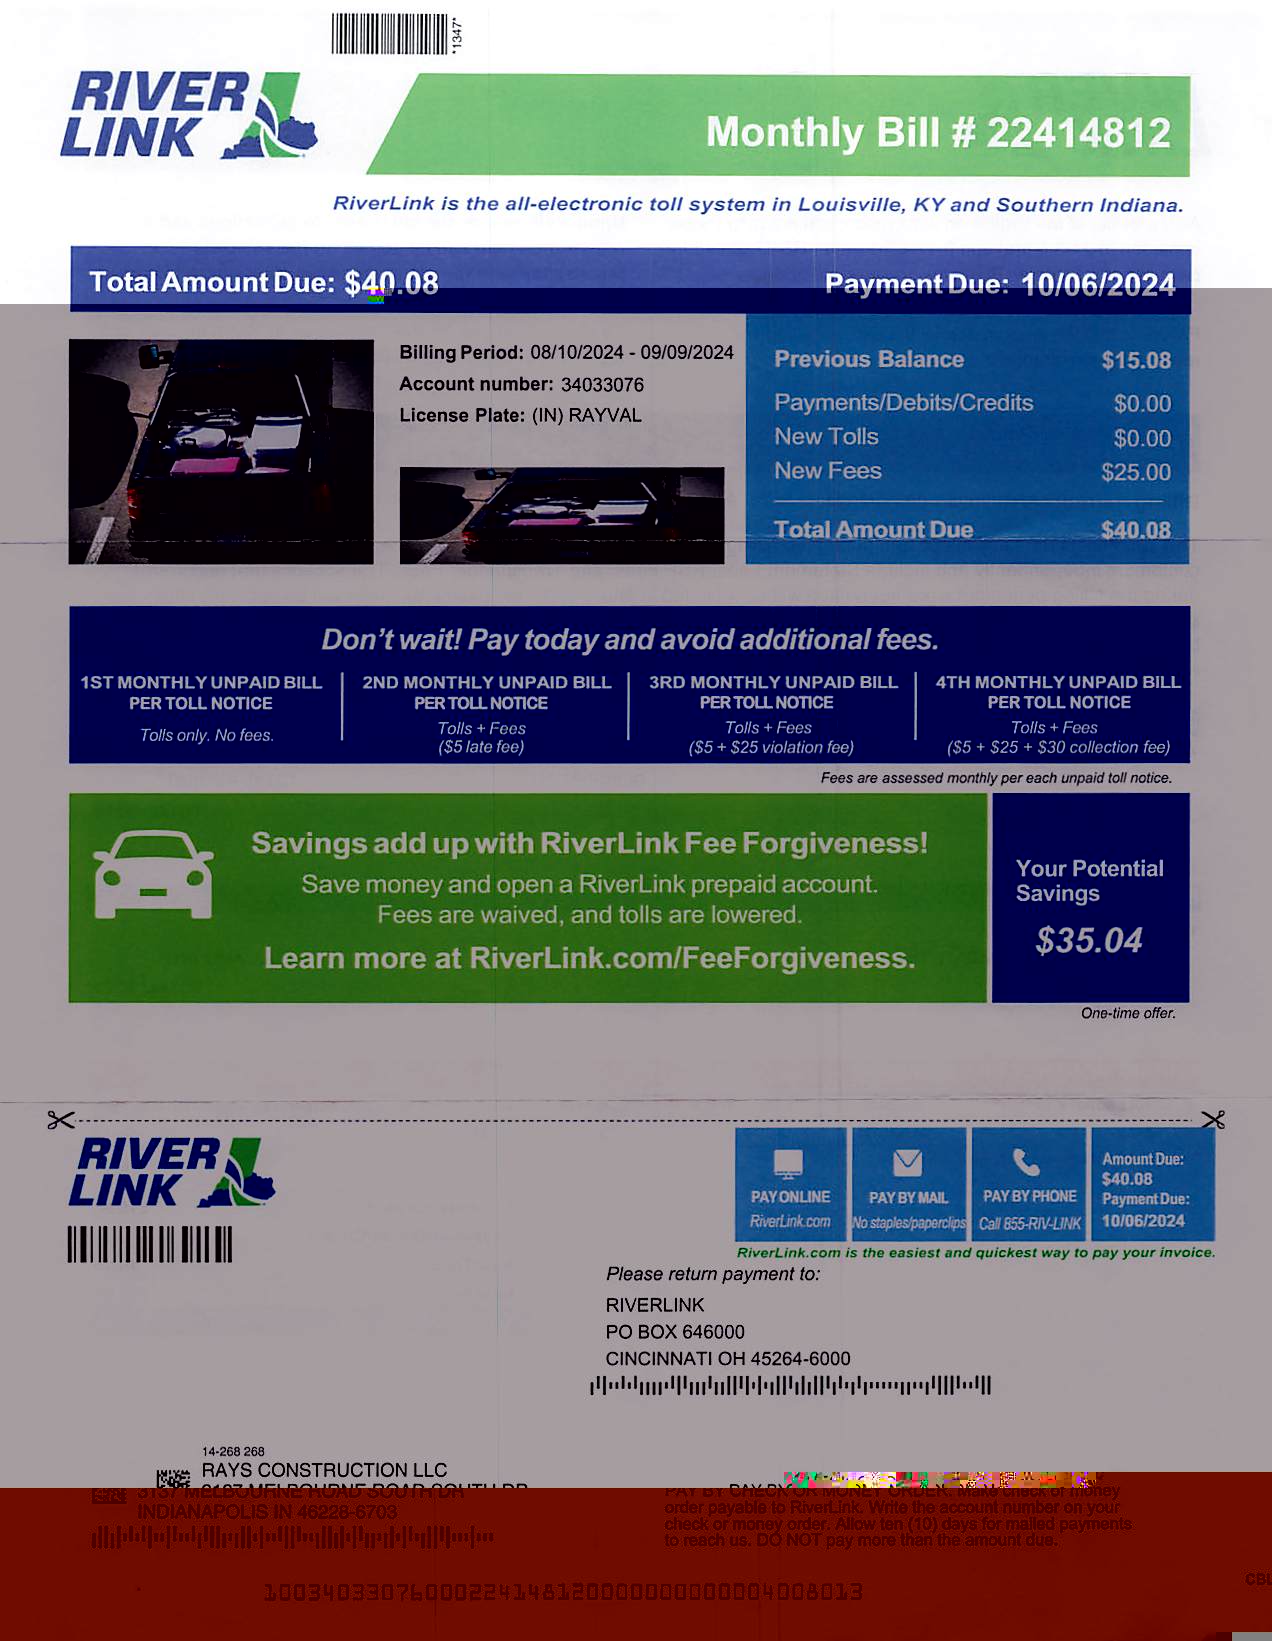 *1347*
RIVER
LINK
Monthly Bill # 22414812
RiverLink is the all-electronic toll system in Louisville, KY and Southern Indiana.
Total Amount Due: $40.08
Payment Due: 10/06/2024
Billing Period: 08/10/2024 - 09/09/2024
Account number: 34033076
License Plate: (IN) RAYVAL
Previous Balance $15.08
Payments/Debits/Credits $0.00
New Tolls $0.00
New Fees $25.00
Total Amount Due $40.08
Don't wait! Pay today and avoid additional fees.
1ST MONTHLY UNPAID BILL
PER TOLL NOTICE
Tolls only. No fees.
2ND MONTHLY UNPAID BILL
PER TOLL NOTICE
Tolls + Fees
($5 late fee)
3RD MONTHLY UNPAID BILL
PER TOLL NOTICE
Tolls + Fees
($5 + $25 violation fee)
4TH MONTHLY UNPAID BILL
PER TOLL NOTICE
Tolls + Fees
($5 + $25 + $30 collection fee)
Fees are assessed monthly per each unpaid toll notice.
Savings add up with RiverLink Fee Forgiveness!
Save money and open a RiverLink prepaid account.
Fees are waived, and tolls are lowered.
Learn more at RiverLink.com/FeeForgiveness.
Your Potential
Savings
$35.04
One-time offer.
RIVER
LINK
PAY ONLINE
RiverLink.com
PAY BY MAIL
No staples/paperclips
PAY BY PHONE
Call 855-RIV-LINK
Amount Due:
$40.08
Payment Due:
10/06/2024
RiverLink.com is the easiest and quickest way to pay your invoice.
Please return payment to:
RIVERLINK
PO BOX 646000
CINCINNATI OH 45264-6000
14-268 268
RAYS CONSTRUCTION LLC
MELBOURNE ROAD SOUTH DR
INDIANAPOLIS IN 46228-6703
PAY BY CHECK OR MONEY ORDER. Make check or money
order payable to RiverLink. Write the account number on your
check or money order. Allow ten (10) days for mailed payments
to reach us. DO NOT pay more than the amount due.
CBL